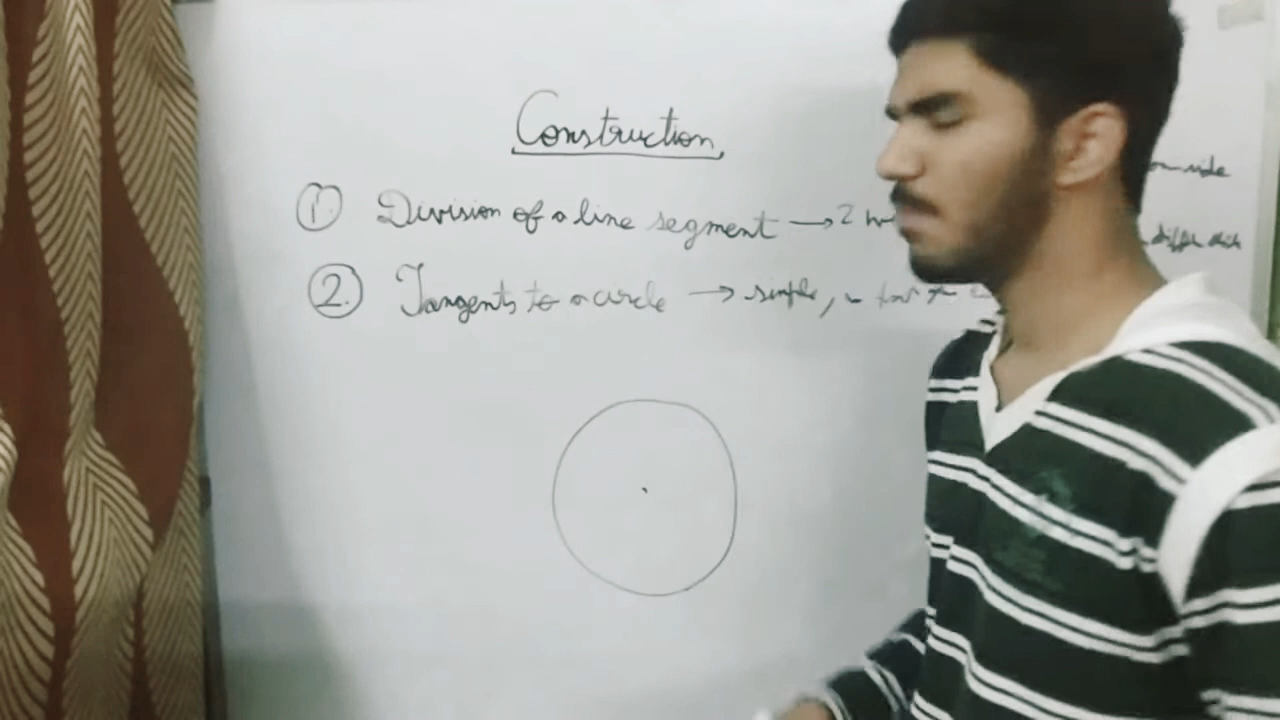 Construction
1. Division of a line segment → 2
2. Tangents to a circle → simple,